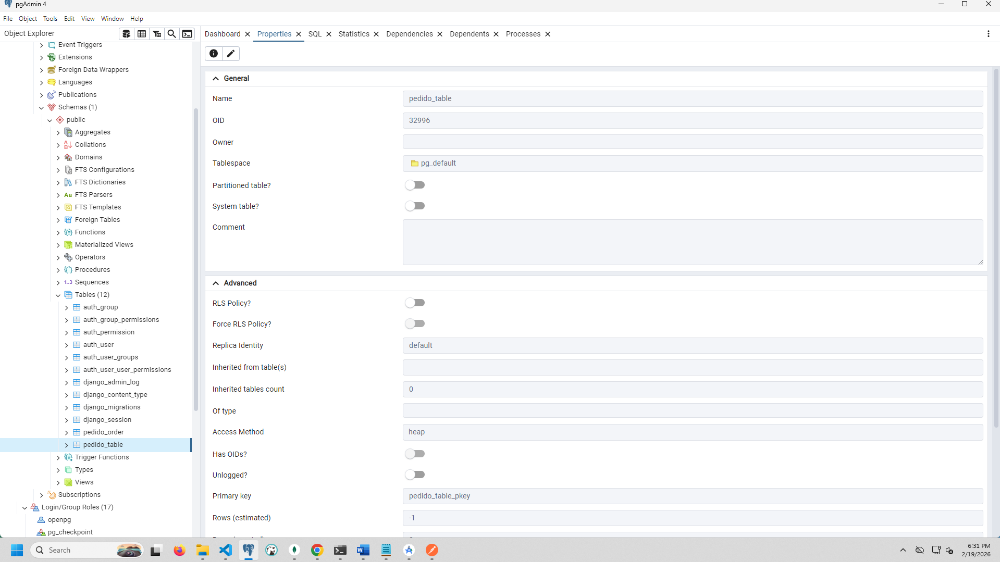 pgAdmin 4
File Object Tools Edit View Window Help
Object Explorer
Dashboard Properties SQL Statistics Dependencies Dependents Processes
Event Triggers
Extensions
Foreign Data Wrappers
Languages
Publications
Schemas (1)
public
Aggregates
Collations
Domains
FTS Configurations
FTS Dictionaries
Aa FTS Parsers
FTS Templates
Foreign Tables
Functions
Materialized Views
Operators
Procedures
1..3 Sequences
Tables (12)
auth_group
auth_group_permissions
auth_permission
auth_user
auth_user_groups
auth_user_user_permissions
django_admin_log
django_content_type
django_migrations
django_session
pedido_order
pedido_table
Trigger Functions
Types
Views
Subscriptions
Login/Group Roles (17)
openpg
pg_checkpoint
General
Name pedido_table
OID 32996
Owner
Tablespace pg_default
Partitioned table?
System table?
Comment
Advanced
RLS Policy?
Force RLS Policy?
Replica Identity default
Inherited from table(s)
Inherited tables count 0
Of type
Access Method heap
Has OIDs?
Unlogged?
Primary key pedido_table_pkey
Rows (estimated) -1
Search
6:31 PM
2/19/2026